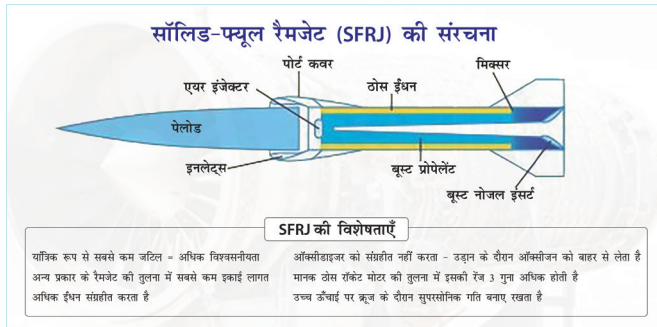 सॉलिड-फ्यूल रैमजेट (SFRJ) की संरचना
पोर्ट कवर
मिक्सर
एयर इंजेक्टर
ठोस ईंधन
पेलोड
इनलेट्स
बूस्ट प्रोपेलेंट
बूस्ट नोजल इंसर्ट
SFRJ की विशेषताएँ
यांत्रिक रूप से सबसे कम जटिल = अधिक विश्वसनीयता
अन्य प्रकार के रैमजेट की तुलना में सबसे कम इकाई लागत
अधिक ईंधन संग्रहीत करता है
ऑक्सीडाइजर को संग्रहीत नहीं करता - उड़ान के दौरान ऑक्सीजन को बाहर से लेता है
मानक ठोस रॉकेट मोटर की तुलना में इसकी रेंज 3 गुना अधिक होती है
उच्च ऊँचाई पर क्रूज के दौरान सुपरसोनिक गति बनाए रखता है